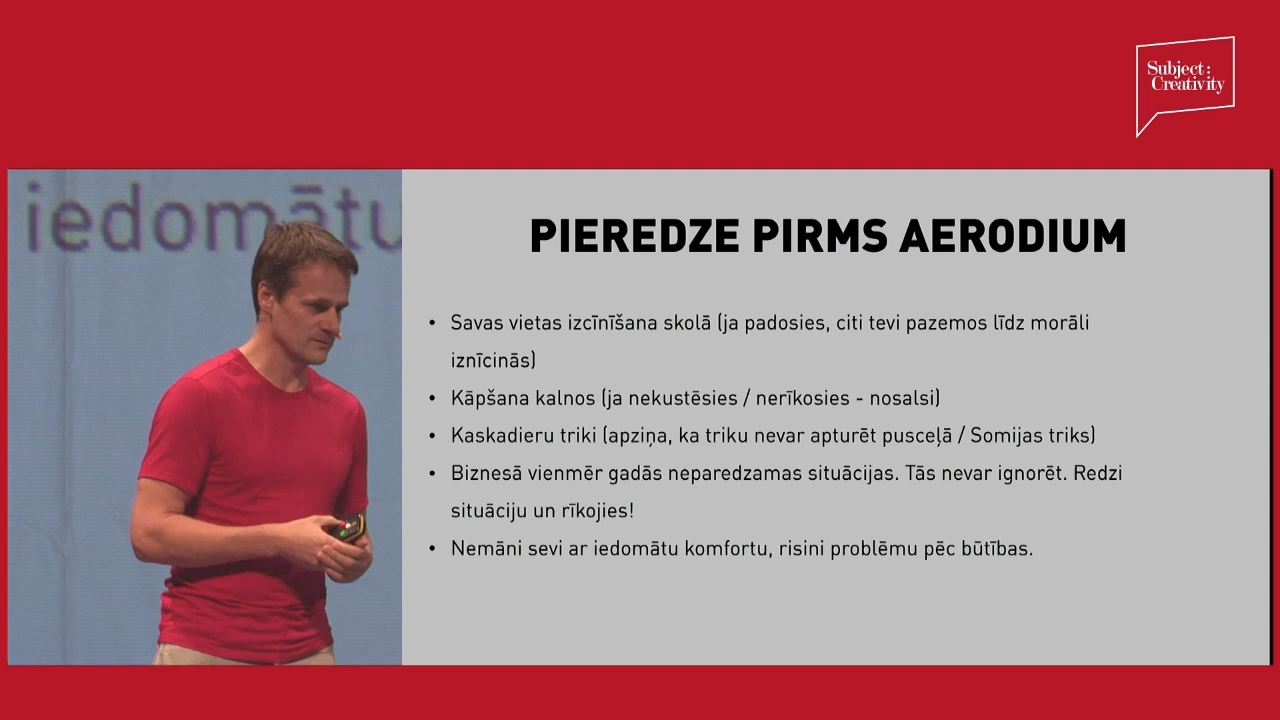 Subject:
Creativity
iedomātu
PIEREDZE PIRMS AERODIUM
• Savas vietas izcīnīšana skolā (ja padosies, citi tevi pazemos līdz morāli
iznīcinās)
• Kāpšana kalnos (ja nekustēsies / nerīkosies - nosalsi)
• Kaskadieru triki (apziņa, ka triku nevar apturēt pusceļā / Somijas triks)
• Biznesā vienmēr gadās neparedzamas situācijas. Tās nevar ignorēt. Redzi
situāciju un rīkojies!
• Nemāni sevi ar iedomātu komfortu, risini problēmu pēc būtības.